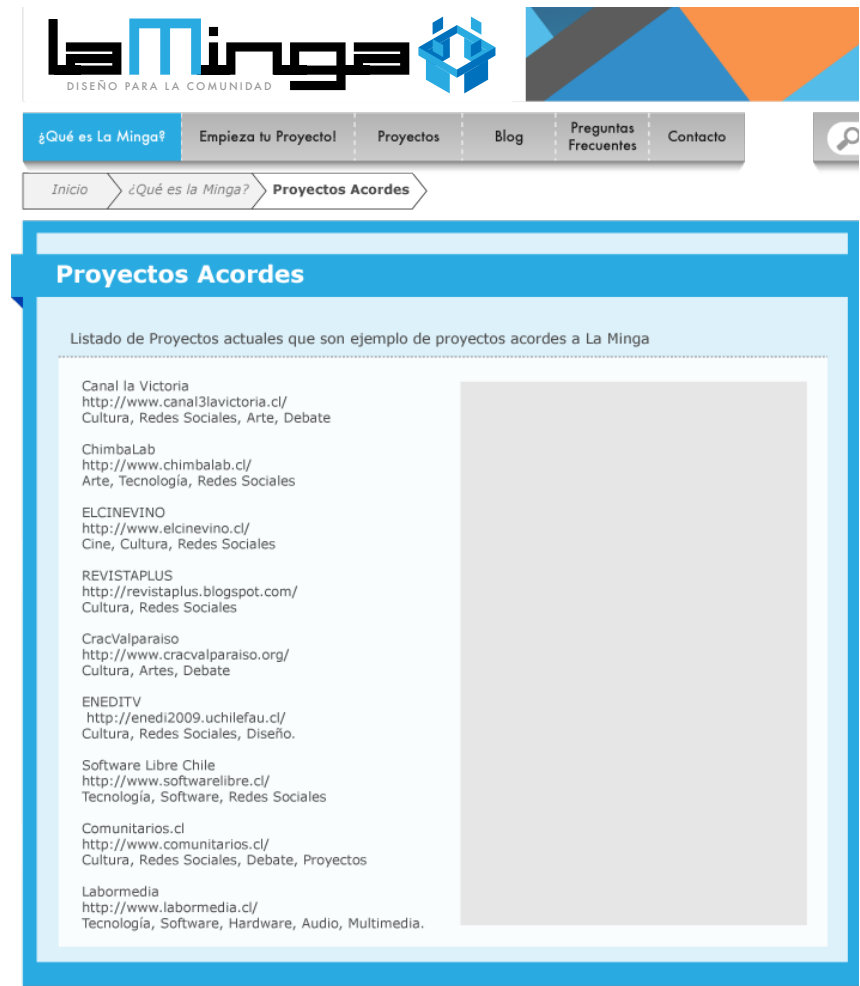 laMinga
DISEÑO PARA LA COMUNIDAD
¿Qué es La Minga?
Empieza tu Proyecto!
Proyectos
Blog
Preguntas
Frecuentes
Contacto
Inicio
¿Qué es la Minga?
Proyectos Acordes
Proyectos Acordes
Listado de Proyectos actuales que son ejemplo de proyectos acordes a La Minga
Canal la Victoria
http://www.canal3lavictoria.cl/
Cultura, Redes Sociales, Arte, Debate
ChimbaLab
http://www.chimbalab.cl/
Arte, Tecnología, Redes Sociales
ELCINEVINO
http://www.elcinevino.cl/
Cine, Cultura, Redes Sociales
REVISTAPLUS
http://revistaplus.blogspot.com/
Cultura, Redes Sociales
CracValparaiso
http://www.cracvalparaiso.org/
Cultura, Artes, Debate
ENEDITV
http://enedi2009.uchilefau.cl/
Cultura, Redes Sociales, Diseño.
Software Libre Chile
http://www.softwarelibre.cl/
Tecnología, Software, Redes Sociales
Comunitarios.cl
http://www.comunitarios.cl/
Cultura, Redes Sociales, Debate, Proyectos
Labormedia
http://www.labormedia.cl/
Tecnología, Software, Hardware, Audio, Multimedia.